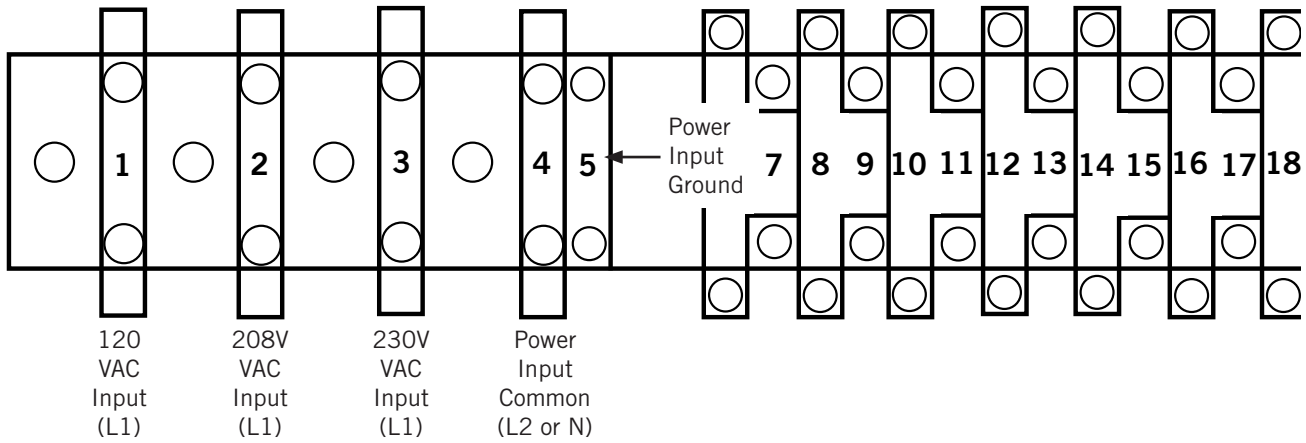 1 2 3 4 5 7 8 9 10 11 12 13 14 15 16 17 18
Power
Input
Ground
120
VAC
Input
(L1)
208V
VAC
Input
(L1)
230V
VAC
Input
(L1)
Power
Input
Common
(L2 or N)